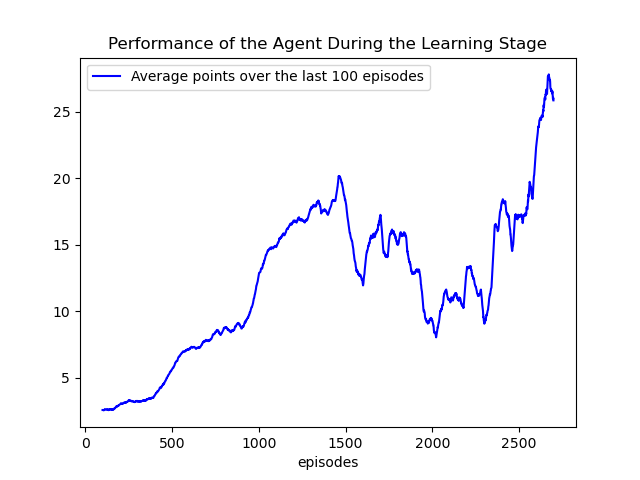 Performance of the Agent During the Learning Stage
Average points over the last 100 episodes
25
20
15
10
5
0 500 1000 1500 2000 2500
episodes